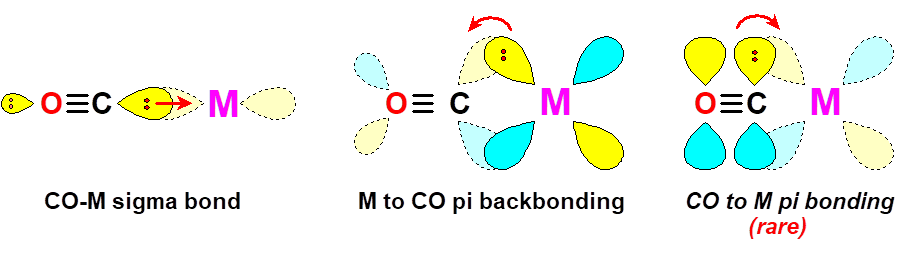 O≡C M
O≡ C M
O≡C M
CO-M sigma bond
M to CO pi backbonding
CO to M pi bonding
(rare)